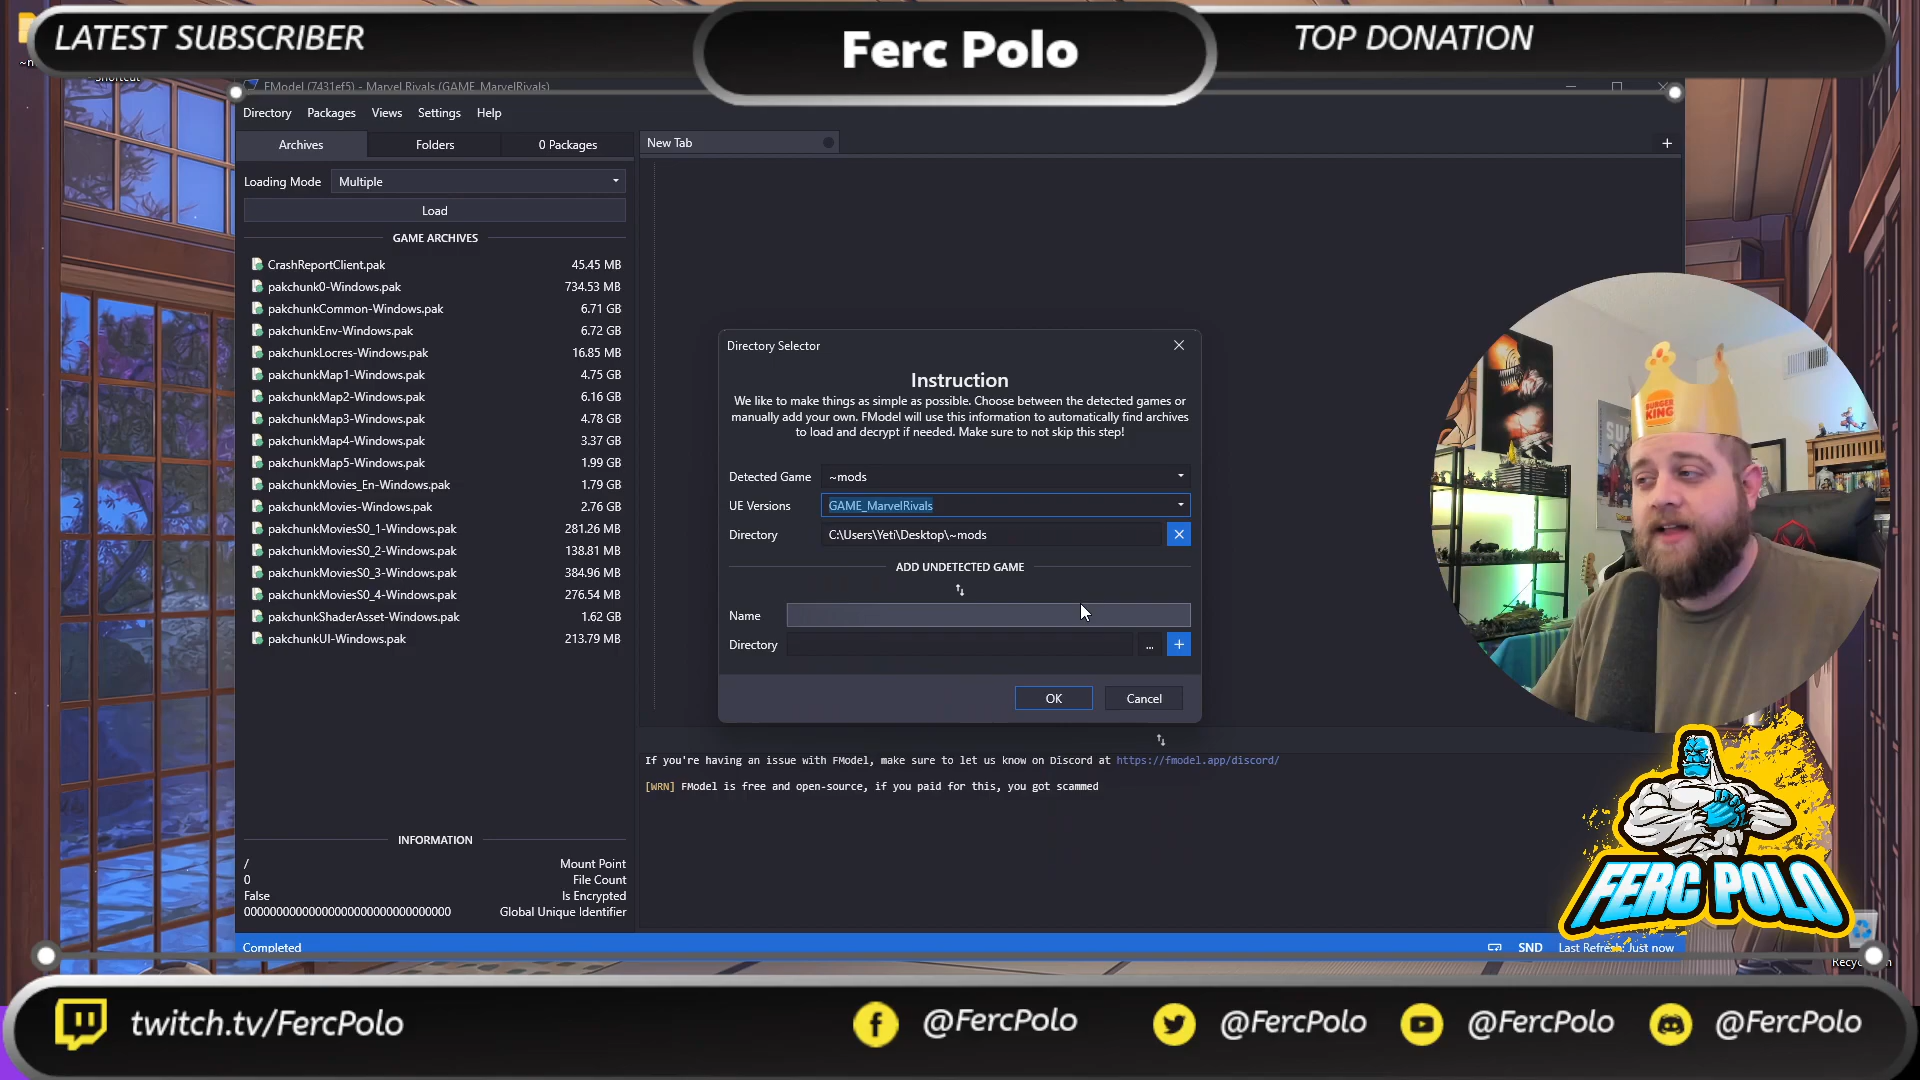 LATEST SUBSCRIBER
Ferc Polo
TOP DONATION
FModel (7431ef5) - Marvel Rivals (GAME_MarvelRivals)
Directory Packages Views Settings Help
Archives Folders 0 Packages
New Tab
Loading Mode Multiple
Load
GAME ARCHIVES
CrashReportClient.pak 45.45 MB
pakchunk0-Windows.pak 734.53 MB
pakchunkCommon-Windows.pak 6.71 GB
pakchunkEnv-Windows.pak 6.72 GB
pakchunkLocres-Windows.pak 16.85 MB
pakchunkMap1-Windows.pak 4.75 GB
pakchunkMap2-Windows.pak 6.16 GB
pakchunkMap3-Windows.pak 4.78 GB
pakchunkMap4-Windows.pak 3.37 GB
pakchunkMap5-Windows.pak 1.99 GB
pakchunkMovies_En-Windows.pak 1.79 GB
pakchunkMovies-Windows.pak 2.76 GB
pakchunkMoviesS0_1-Windows.pak 281.26 MB
pakchunkMoviesS0_2-Windows.pak 138.81 MB
pakchunkMoviesS0_3-Windows.pak 384.96 MB
pakchunkMoviesS0_4-Windows.pak 276.54 MB
pakchunkShaderAsset-Windows.pak 1.62 GB
pakchunkUI-Windows.pak 213.79 MB
INFORMATION
/ Mount Point
0 File Count
False Is Encrypted
00000000000000000000000000000000 Global Unique Identifier
Completed
SND Last Refresh: Just now
Directory Selector
Instruction
We like to make things as simple as possible. Choose between the detected games or
manually add your own. FModel will use this information to automatically find archives
to load and decrypt if needed. Make sure to not skip this step!
Detected Game ~mods
UE Versions GAME_MarvelRivals
Directory C:\Users\Yeti\Desktop\~mods
ADD UNDETECTED GAME
Name
Directory ...
OK Cancel
If you're having an issue with FModel, make sure to let us know on Discord at https://fmodel.app/discord/
[WRN] FModel is free and open-source, if you paid for this, you got scammed
BURGER
KING
FERC POLO
twitch.tv/FercPolo
@FercPolo
@FercPolo
@FercPolo
@FercPolo